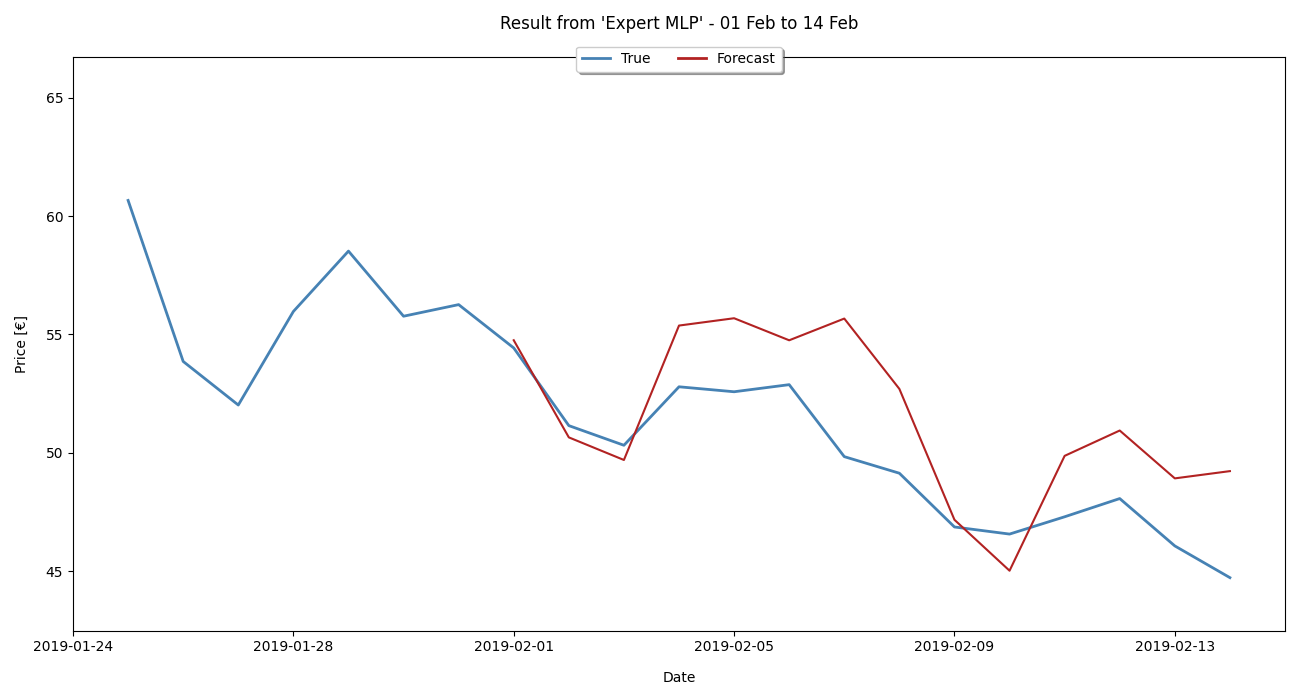 Result from 'Expert MLP' - 01 Feb to 14 Feb
True Forecast
65
60
55
50
45
Price [€]
2019-01-24 2019-01-28 2019-02-01 2019-02-05 2019-02-09 2019-02-13
Date